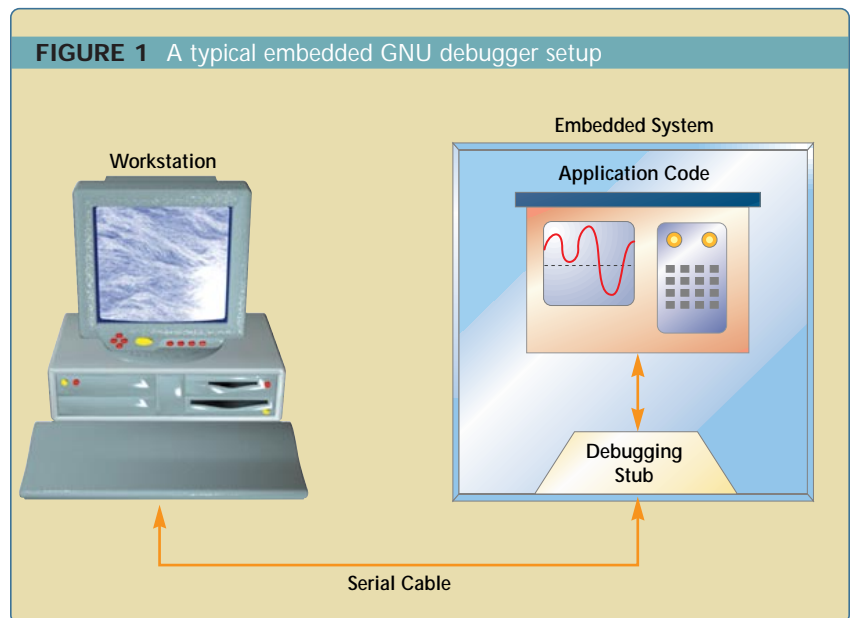 FIGURE 1 A typical embedded GNU debugger setup
Workstation
Embedded System
Application Code
Debugging
Stub
Serial Cable